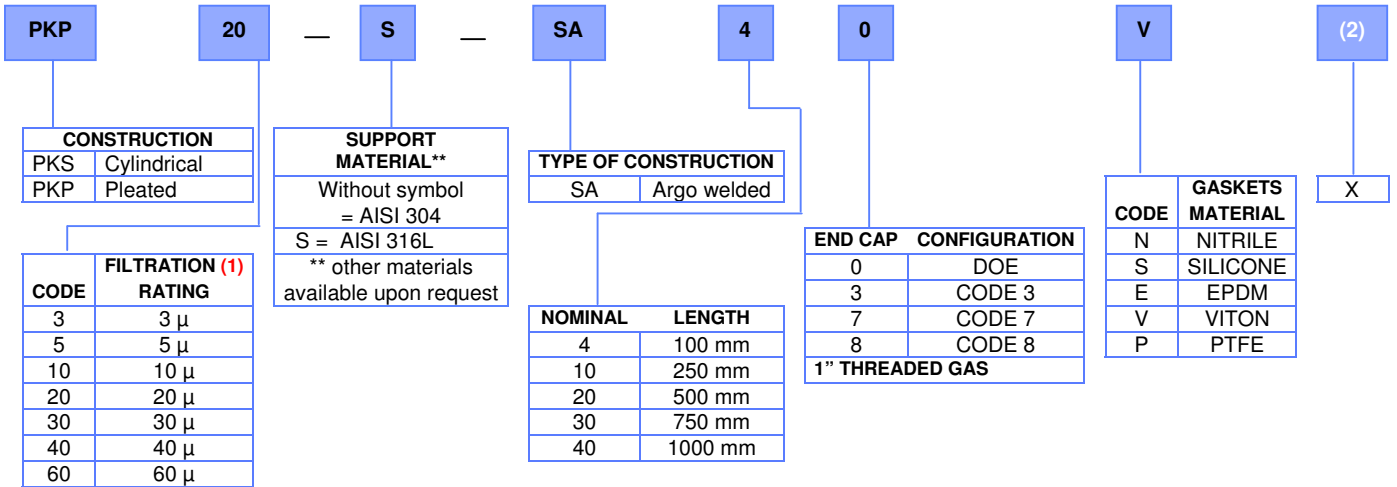 PKP 20 — S — SA 4 0 V (2)
CONSTRUCTION
PKS Cylindrical
PKP Pleated
CODE FILTRATION (1) RATING
3 3 µ
5 5 µ
10 10 µ
20 20 µ
30 30 µ
40 40 µ
60 60 µ
SUPPORT
MATERIAL**
Without symbol
= AISI 304
S = AISI 316L
** other materials
available upon request
TYPE OF CONSTRUCTION
SA Argo welded
NOMINAL LENGTH
4 100 mm
10 250 mm
20 500 mm
30 750 mm
40 1000 mm
END CAP CONFIGURATION
0 DOE
3 CODE 3
7 CODE 7
8 CODE 8
1” THREADED GAS
CODE GASKETS MATERIAL
N NITRILE
S SILICONE
E EPDM
V VITON
P PTFE
X